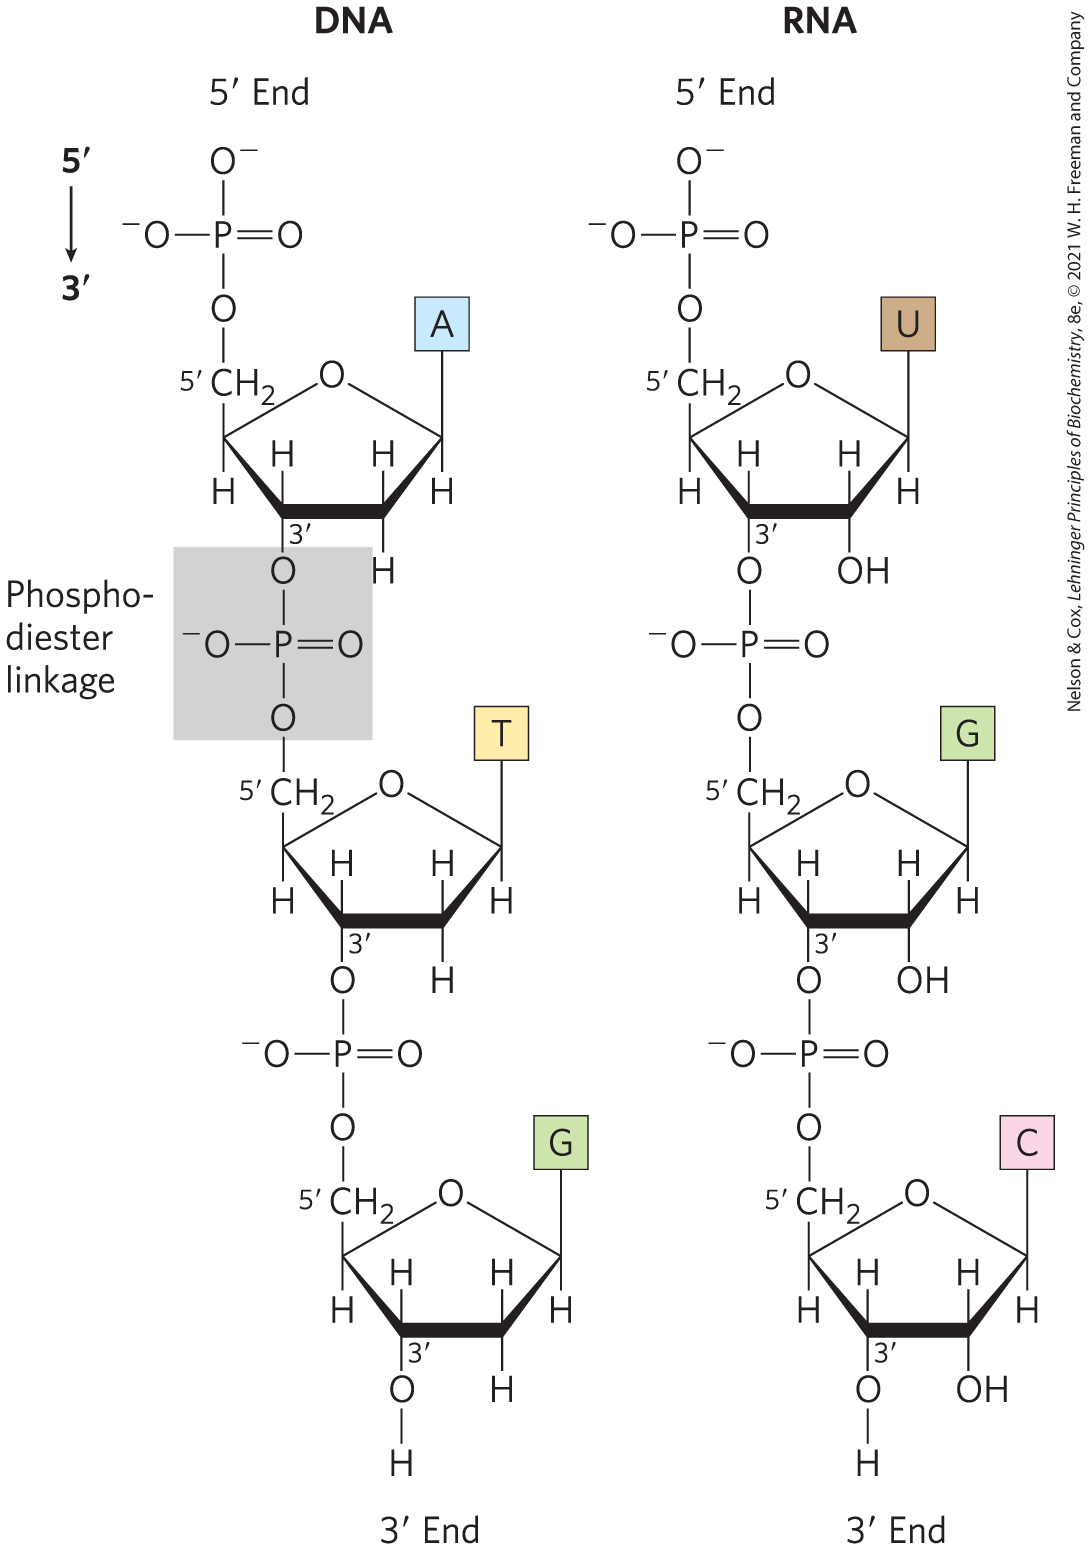 DNA
RNA
5′ End
5′ End
5′
3′
O⁻
⁻O—P=O
O
A
5′ CH₂
O
H
H
H
H
3′
O
H
Phospho-
diester
linkage
⁻O—P=O
O
T
5′ CH₂
O
H
H
H
H
3′
O
H
⁻O—P=O
O
G
5′ CH₂
O
H
H
H
H
3′
O
H
H
3′ End
O⁻
⁻O—P=O
O
U
5′ CH₂
O
H
H
H
H
3′
O
OH
⁻O—P=O
O
G
5′ CH₂
O
H
H
H
H
3′
O
OH
⁻O—P=O
O
C
5′ CH₂
O
H
H
H
H
3′
O
OH
H
3′ End
Nelson & Cox, Lehninger Principles of Biochemistry, 8e, © 2021 W. H. Freeman and Company